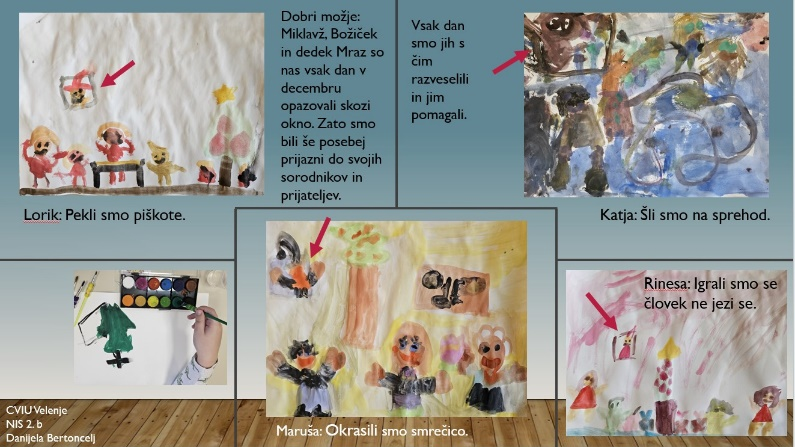 Dobri možje:
Miklavž, Božiček
in dedek Mraz so
nas vsak dan v
decembru
opazovali skozi
okno. Zato smo
bili še posebej
prijazni do svojih
sorodnikov in
prijateljev.
Vsak dan
smo jih s
čim
razveselili
in jim
pomagali.
Lorik: Pekli smo piškote.
Katja: Šli smo na sprehod.
Rinesa: Igrali smo se
človek ne jezi se.
Maruša: Okrasili smo smrečico.
CVIU Velenje
NIS 2. b
Danijela Bertoncelj